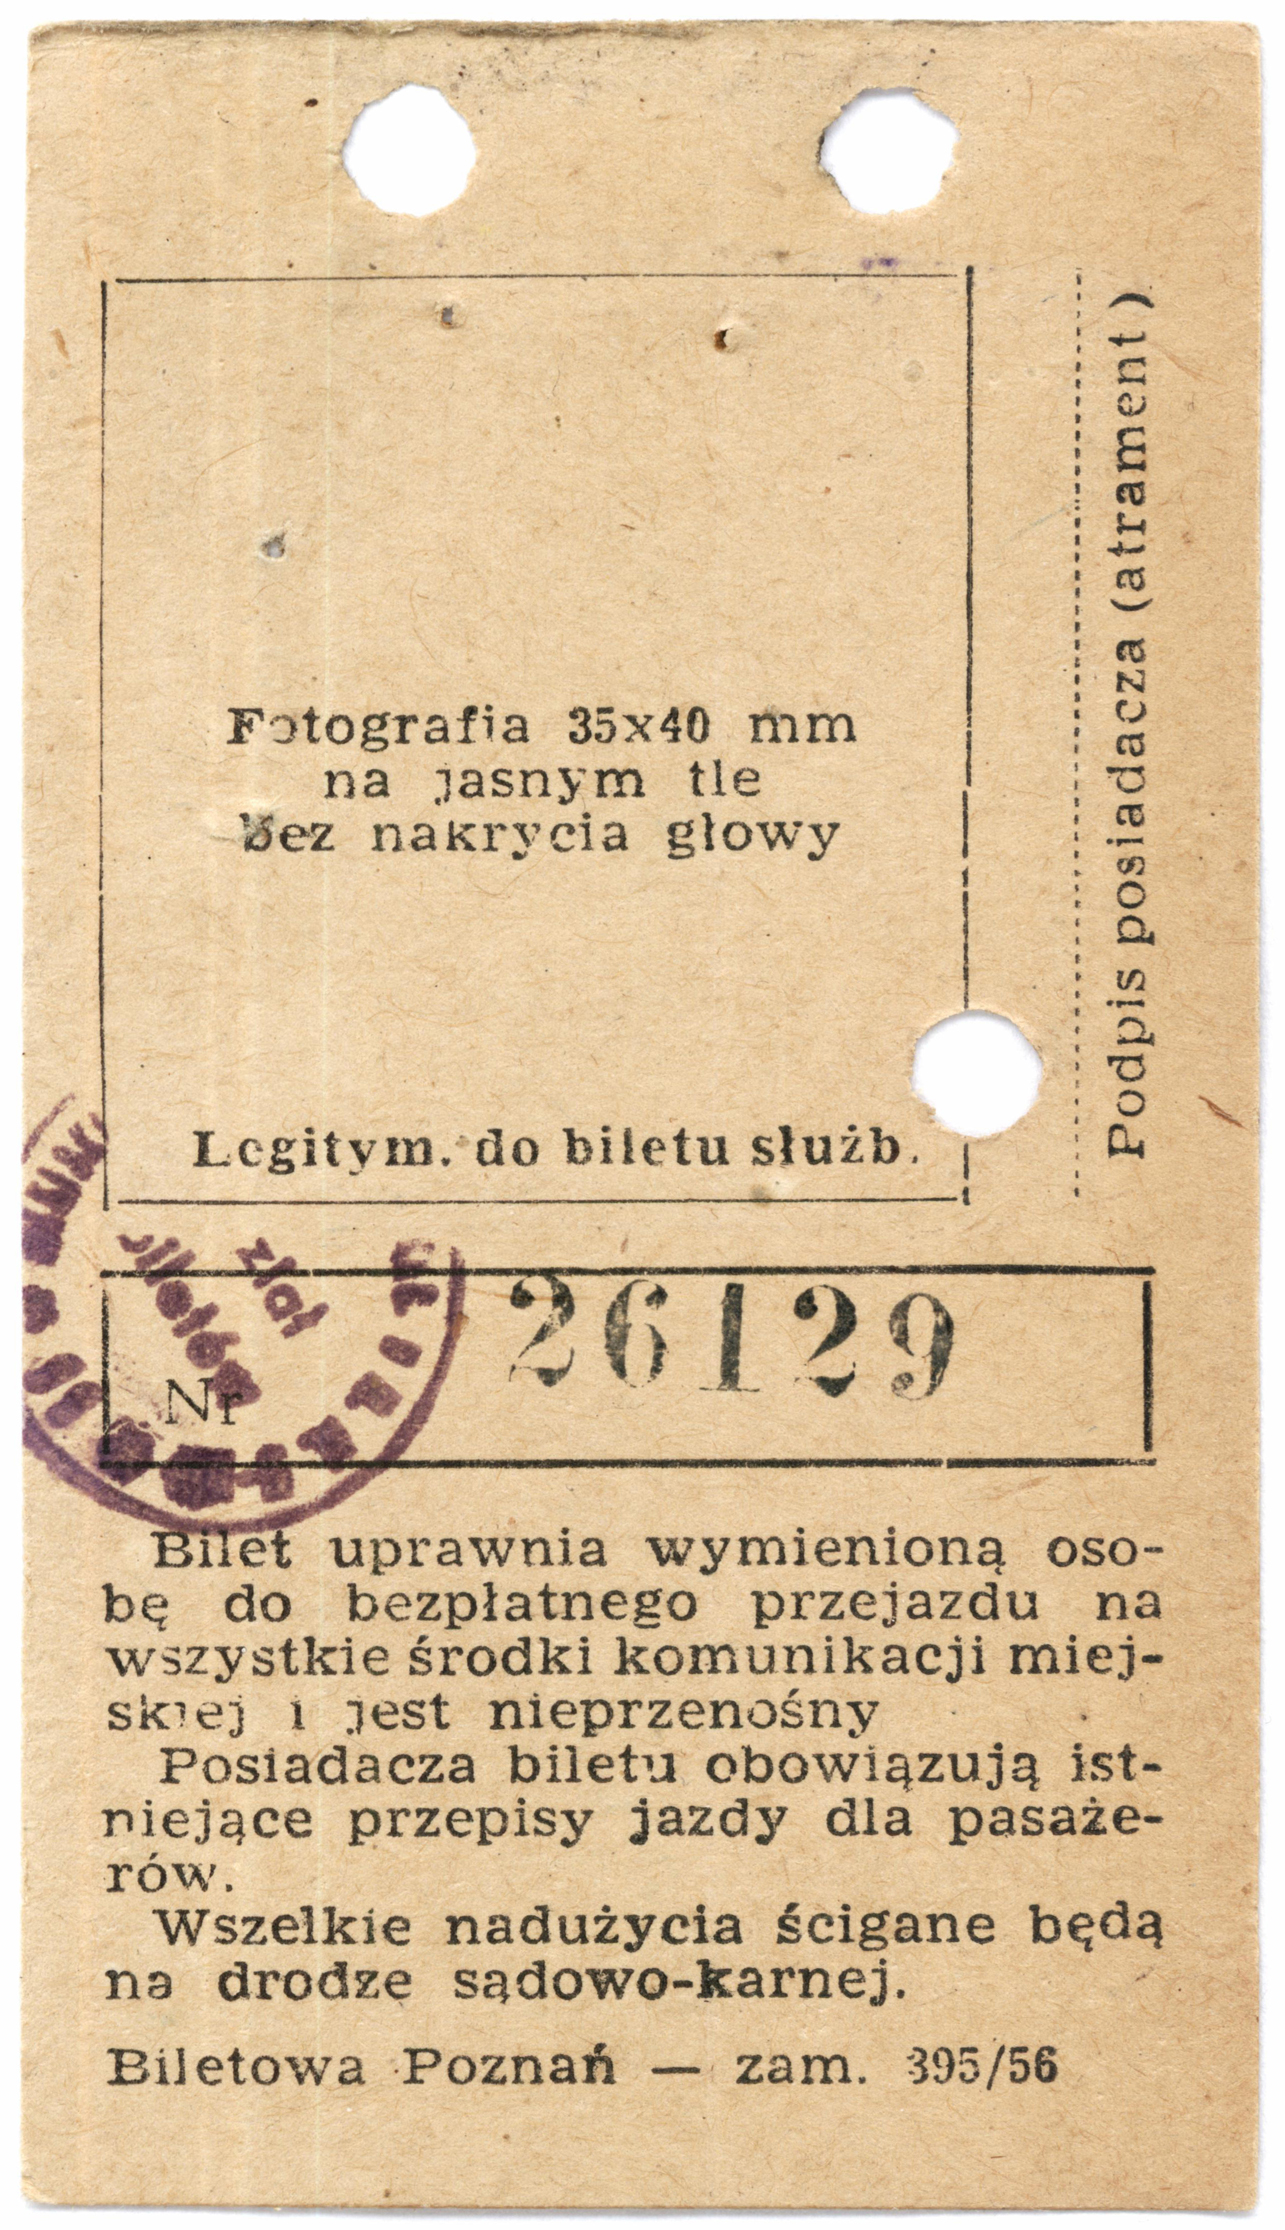 Fotografia 35x40 mm
na jasnym tle
bez nakrycia głowy
Legitym. do biletu służb.
Podpis posiadacza (atrament)
Nr 26129
Bilet uprawnia wymienioną oso-
bę do bezpłatnego przejazdu na
wszystkie środki komunikacji miej-
skiej i jest nieprzenośny
Posiadacza biletu obowiązują ist-
niejące przepisy jazdy dla pasaże-
rów.
Wszelkie nadużycia ścigane będą
na drodze sądowo-karnej.
Biletowa Poznań — zam. 395/56